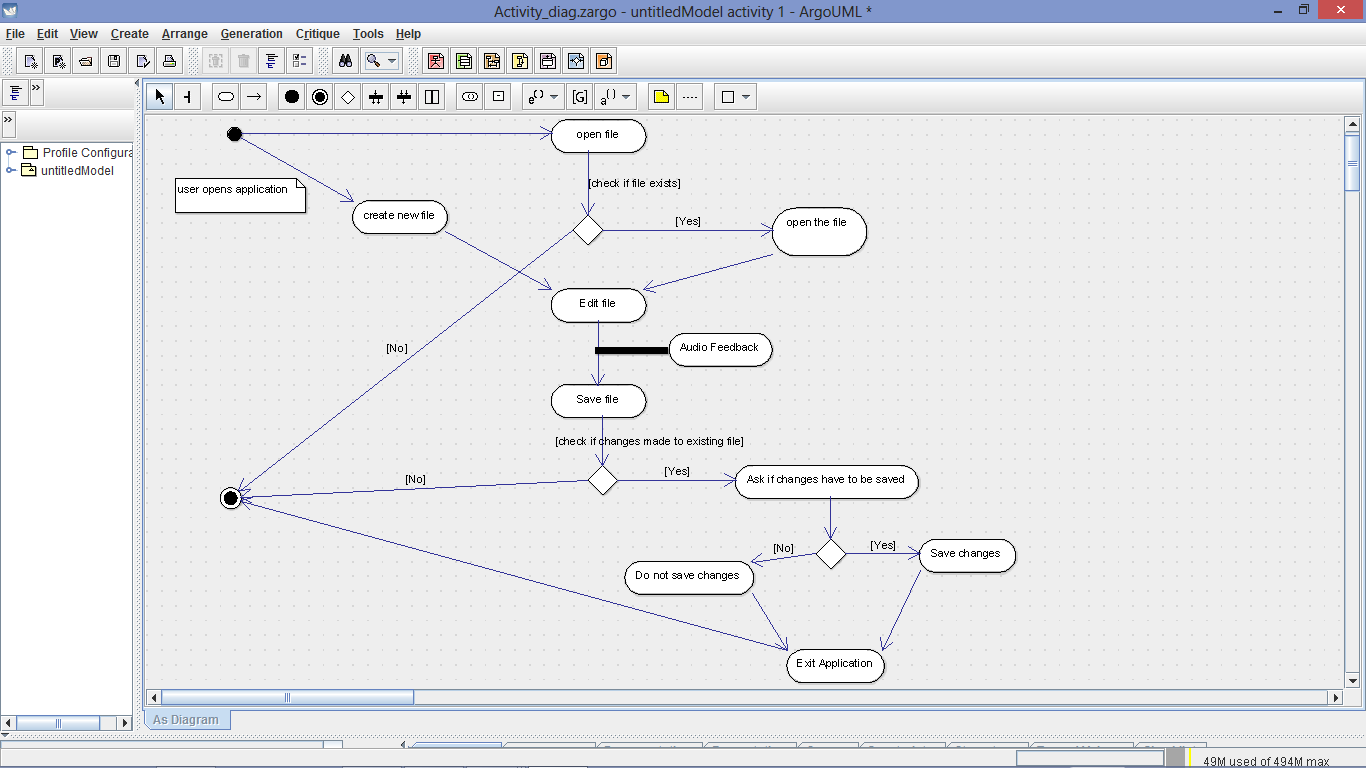 Activity_diag.zargo - untitledModel activity 1 - ArgoUML *
File Edit View Create Arrange Generation Critique Tools Help
Profile Configura
untitledModel
open file
user opens application
[check if file exists]
create new file
[Yes]
open the file
Edit file
[No]
Audio Feedback
Save file
[check if changes made to existing file]
[No]
[Yes]
Ask if changes have to be saved
[No]
[Yes]
Save changes
Do not save changes
Exit Application
As Diagram
49M used of 494M max